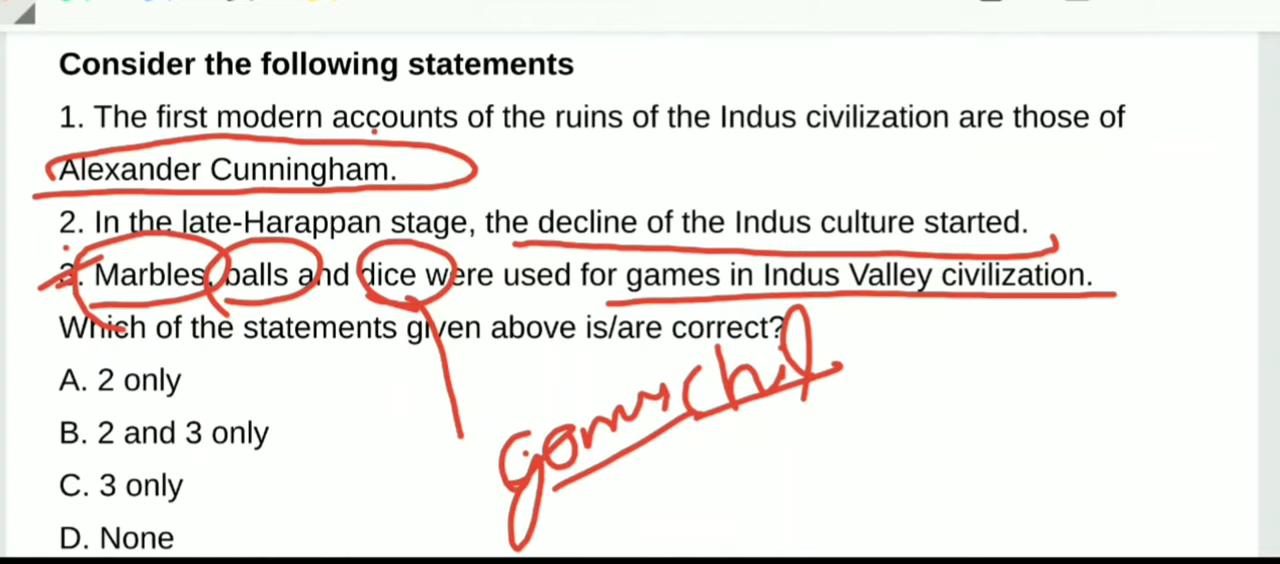 Consider the following statements
1. The first modern accounts of the ruins of the Indus civilization are those of
Alexander Cunningham.
2. In the late-Harappan stage, the decline of the Indus culture started.
3. Marbles, balls and dice were used for games in Indus Valley civilization.
Which of the statements given above is/are correct?
A. 2 only
B. 2 and 3 only
C. 3 only
D. None